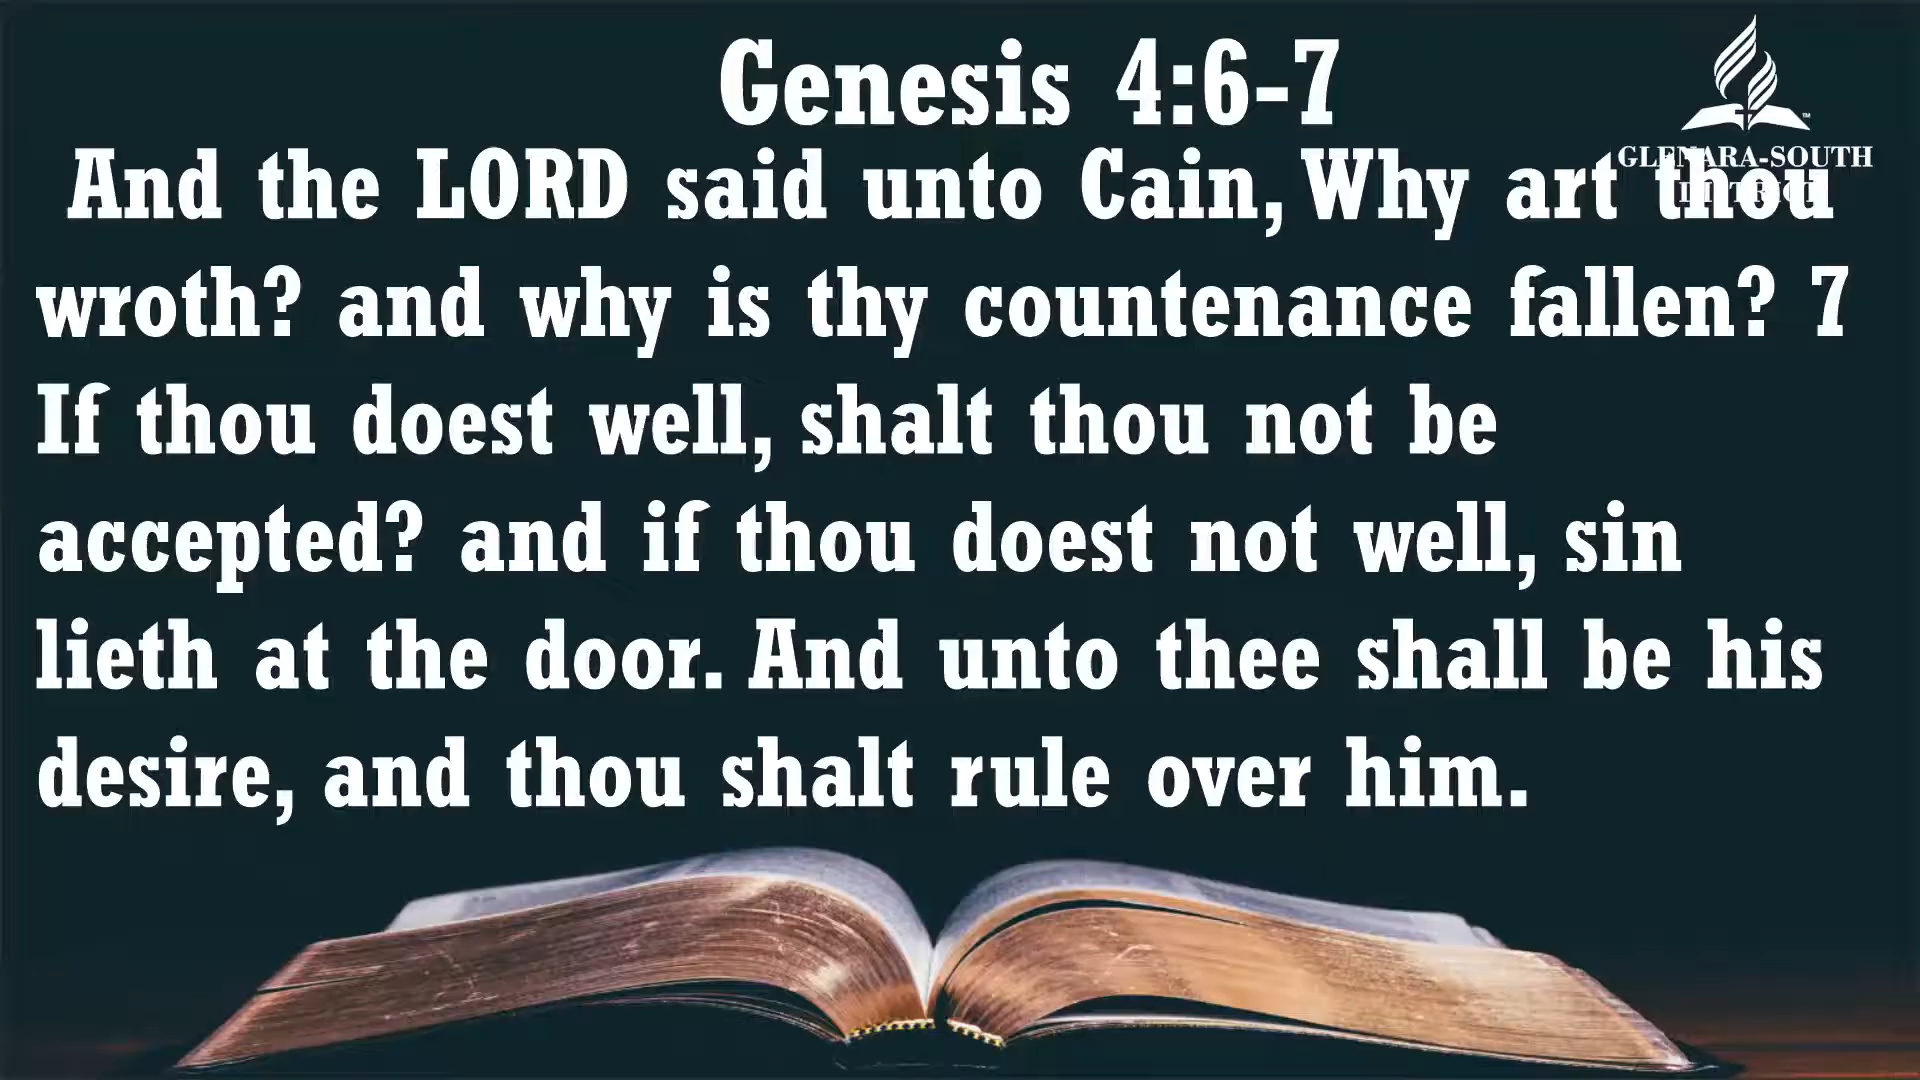 Genesis 4:6-7
GLENARA-SOUTH
And the LORD said unto Cain, Why art thou
wroth? and why is thy countenance fallen? 7
If thou doest well, shalt thou not be
accepted? and if thou doest not well, sin
lieth at the door. And unto thee shall be his
desire, and thou shalt rule over him.